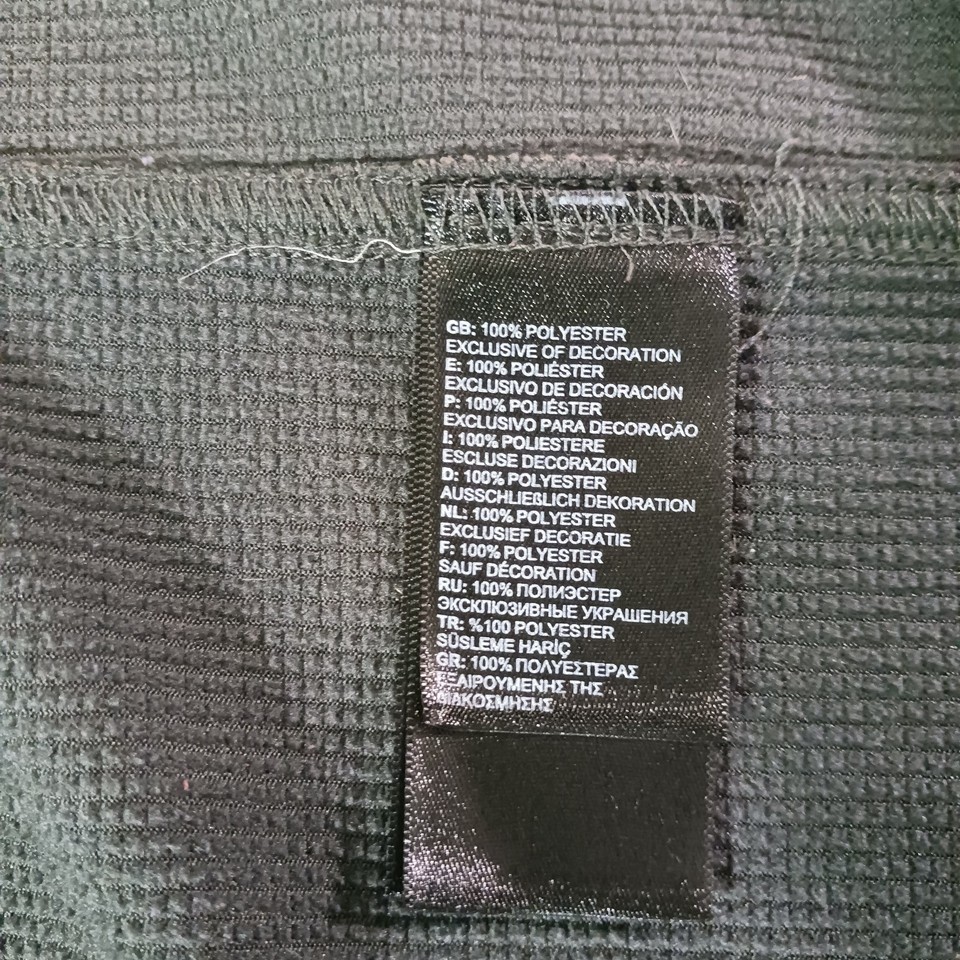 GB: 100% POLYESTER
EXCLUSIVE OF DECORATION
E: 100% POLIÉSTER
EXCLUSIVO DE DECORACIÓN
P: 100% POLIÉSTER
EXCLUSIVO PARA DECORAÇÃO
I: 100% POLIESTERE
ESCLUSE DECORAZIONI
D: 100% POLYESTER
AUSSCHLIEßLICH DEKORATION
NL: 100% POLYESTER
EXCLUSIEF DECORATIE
F: 100% POLYESTER
SAUF DÉCORATION
RU: 100% ПОЛИЭСТЕР
ЭКСКЛЮЗИВНЫЕ УКРАШЕНИЯ
TR: %100 POLYESTER
SÜSLEME HARİÇ
GR: 100% ΠΟΛΥΕΣΤΕΡΑΣ
ΕΞΑΙΡΟΥΜΕΝΗΣ ΤΗΣ
ΔΙΑΚΟΣΜΗΣΗΣ